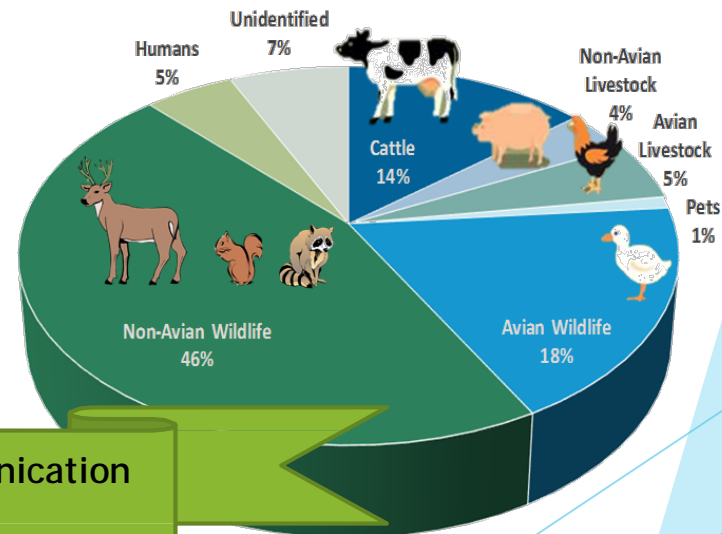 Unidentified
7%
Humans
5%
Non-Avian
Livestock
4%
Avian
Livestock
5%
Cattle
14%
Pets
1%
Non-Avian Wildlife
46%
Avian Wildlife
18%